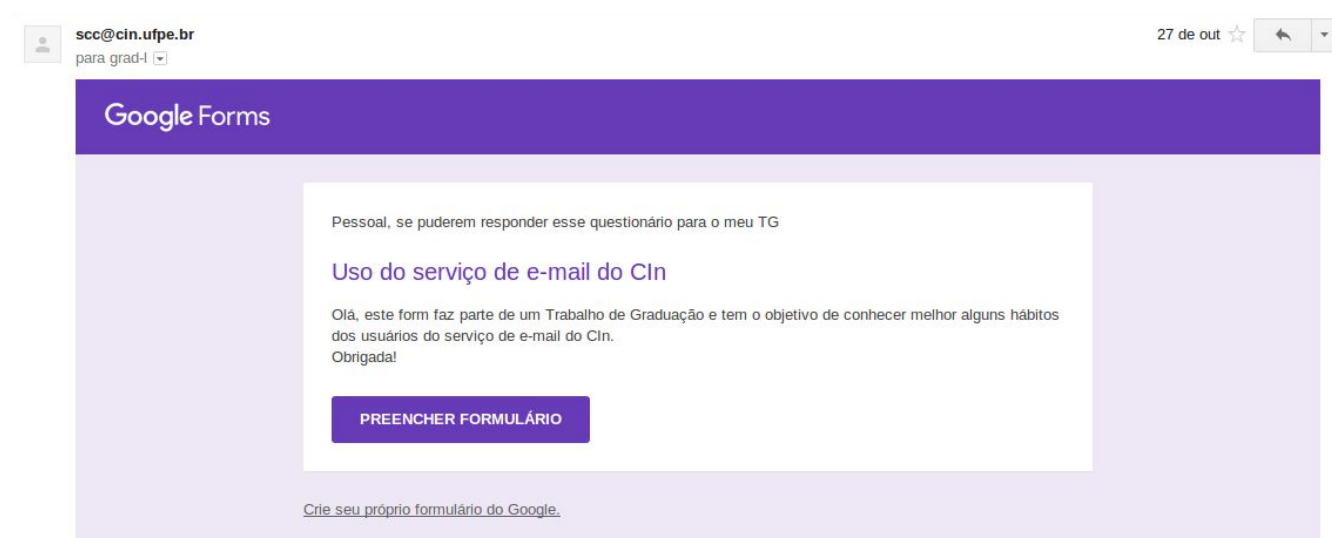 scc@cin.ufpe.br
27 de out
para grad-l
Google Forms
Pessoal, se puderem responder esse questionário para o meu TG
Uso do serviço de e-mail do CIn
Olá, este form faz parte de um Trabalho de Graduação e tem o objetivo de conhecer melhor alguns hábitos
dos usuários do serviço de e-mail do CIn.
Obrigada!
PREENCHER FORMULÁRIO
Crie seu próprio formulário do Google.